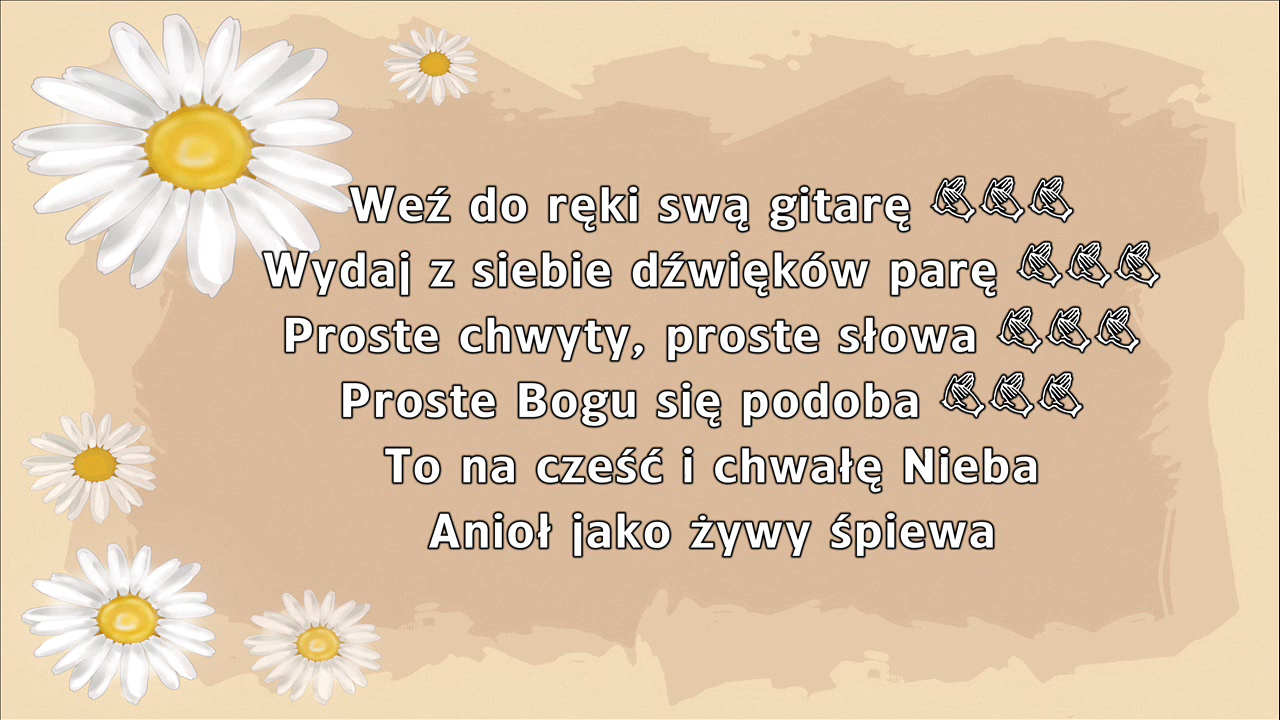 Weź do ręki swą gitarę 👏👏👏
Wydaj z siebie dźwięków parę 👏👏👏
Proste chwyty, proste słowa 👏👏👏
Proste Bogu się podoba 👏👏👏
To na cześć i chwałę Nieba
Anioł jako żywy śpiewa